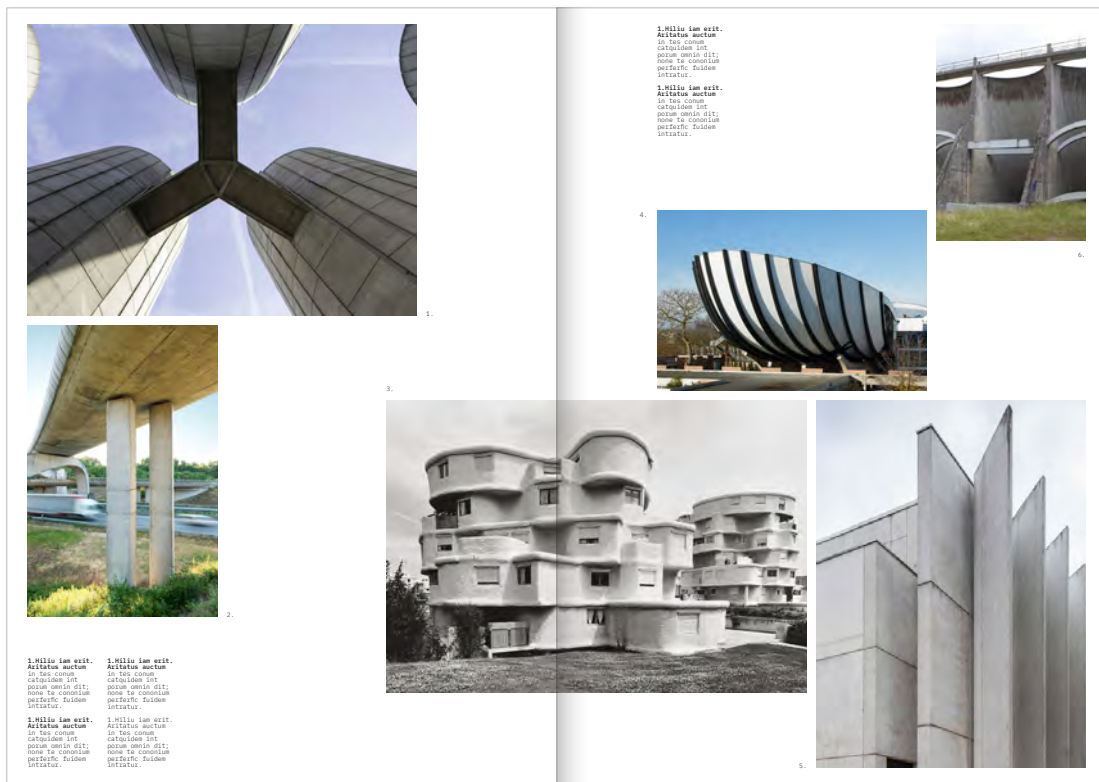 1.
2.
1.Hiliu iam erit.
Aritatus auctum
in tes conum
catquidem int
porum omnin dit;
none te cononium
perferfic fuidem
intratur.
1.Hiliu iam erit.
Aritatus auctum
in tes conum
catquidem int
porum omnin dit;
none te cononium
perferfic fuidem
intratur.
1.Hiliu iam erit.
Aritatus auctum
in tes conum
catquidem int
porum omnin dit;
none te cononium
perferfic fuidem
intratur.
1.Hiliu iam erit.
Aritatus auctum
in tes conum
catquidem int
porum omnin dit;
none te cononium
perferfic fuidem
intratur.
3.
1.Hiliu iam erit.
Aritatus auctum
in tes conum
catquidem int
porum omnin dit;
none te cononium
perferfic fuidem
intratur.
1.Hiliu iam erit.
Aritatus auctum
in tes conum
catquidem int
porum omnin dit;
none te cononium
perferfic fuidem
intratur.
4.
6.
5.